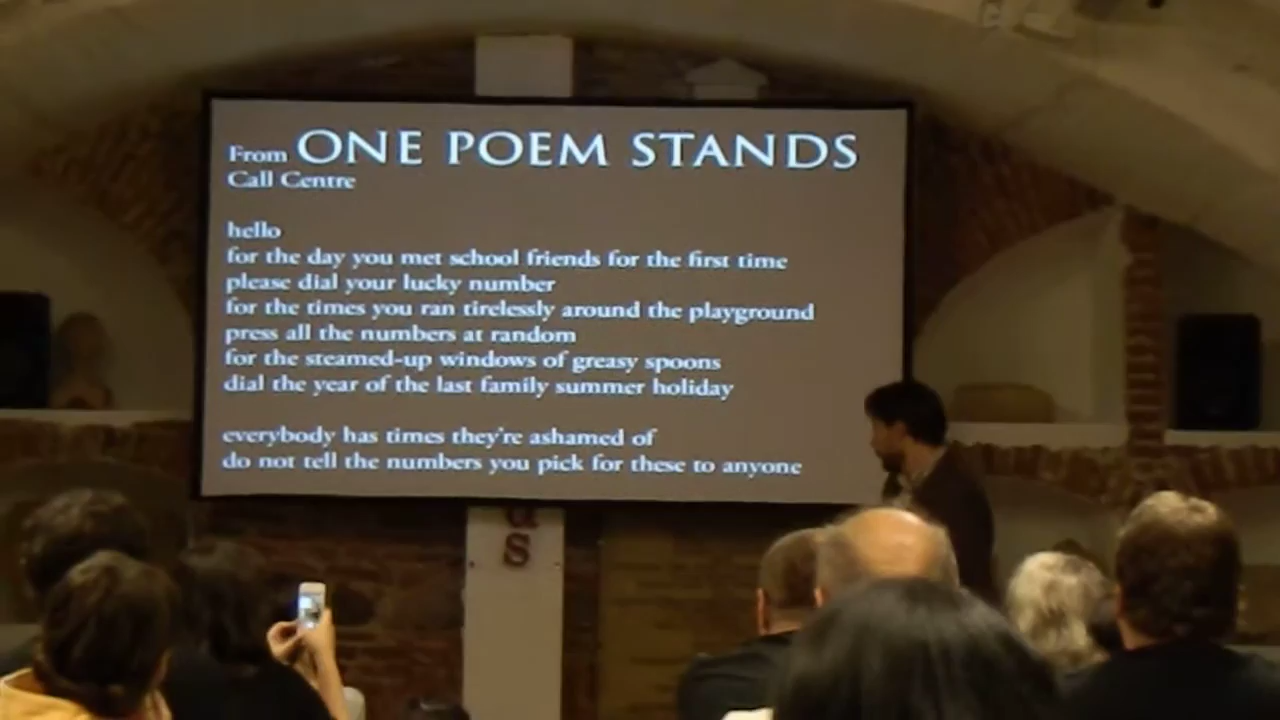 From ONE POEM STANDS
Call Centre
hello
for the day you met school friends for the first time
please dial your lucky number
for the times you ran tirelessly around the playground
press all the numbers at random
for the steamed-up windows of greasy spoons
dial the year of the last family summer holiday
everybody has times they're ashamed of
do not tell the numbers you pick for these to anyone
S